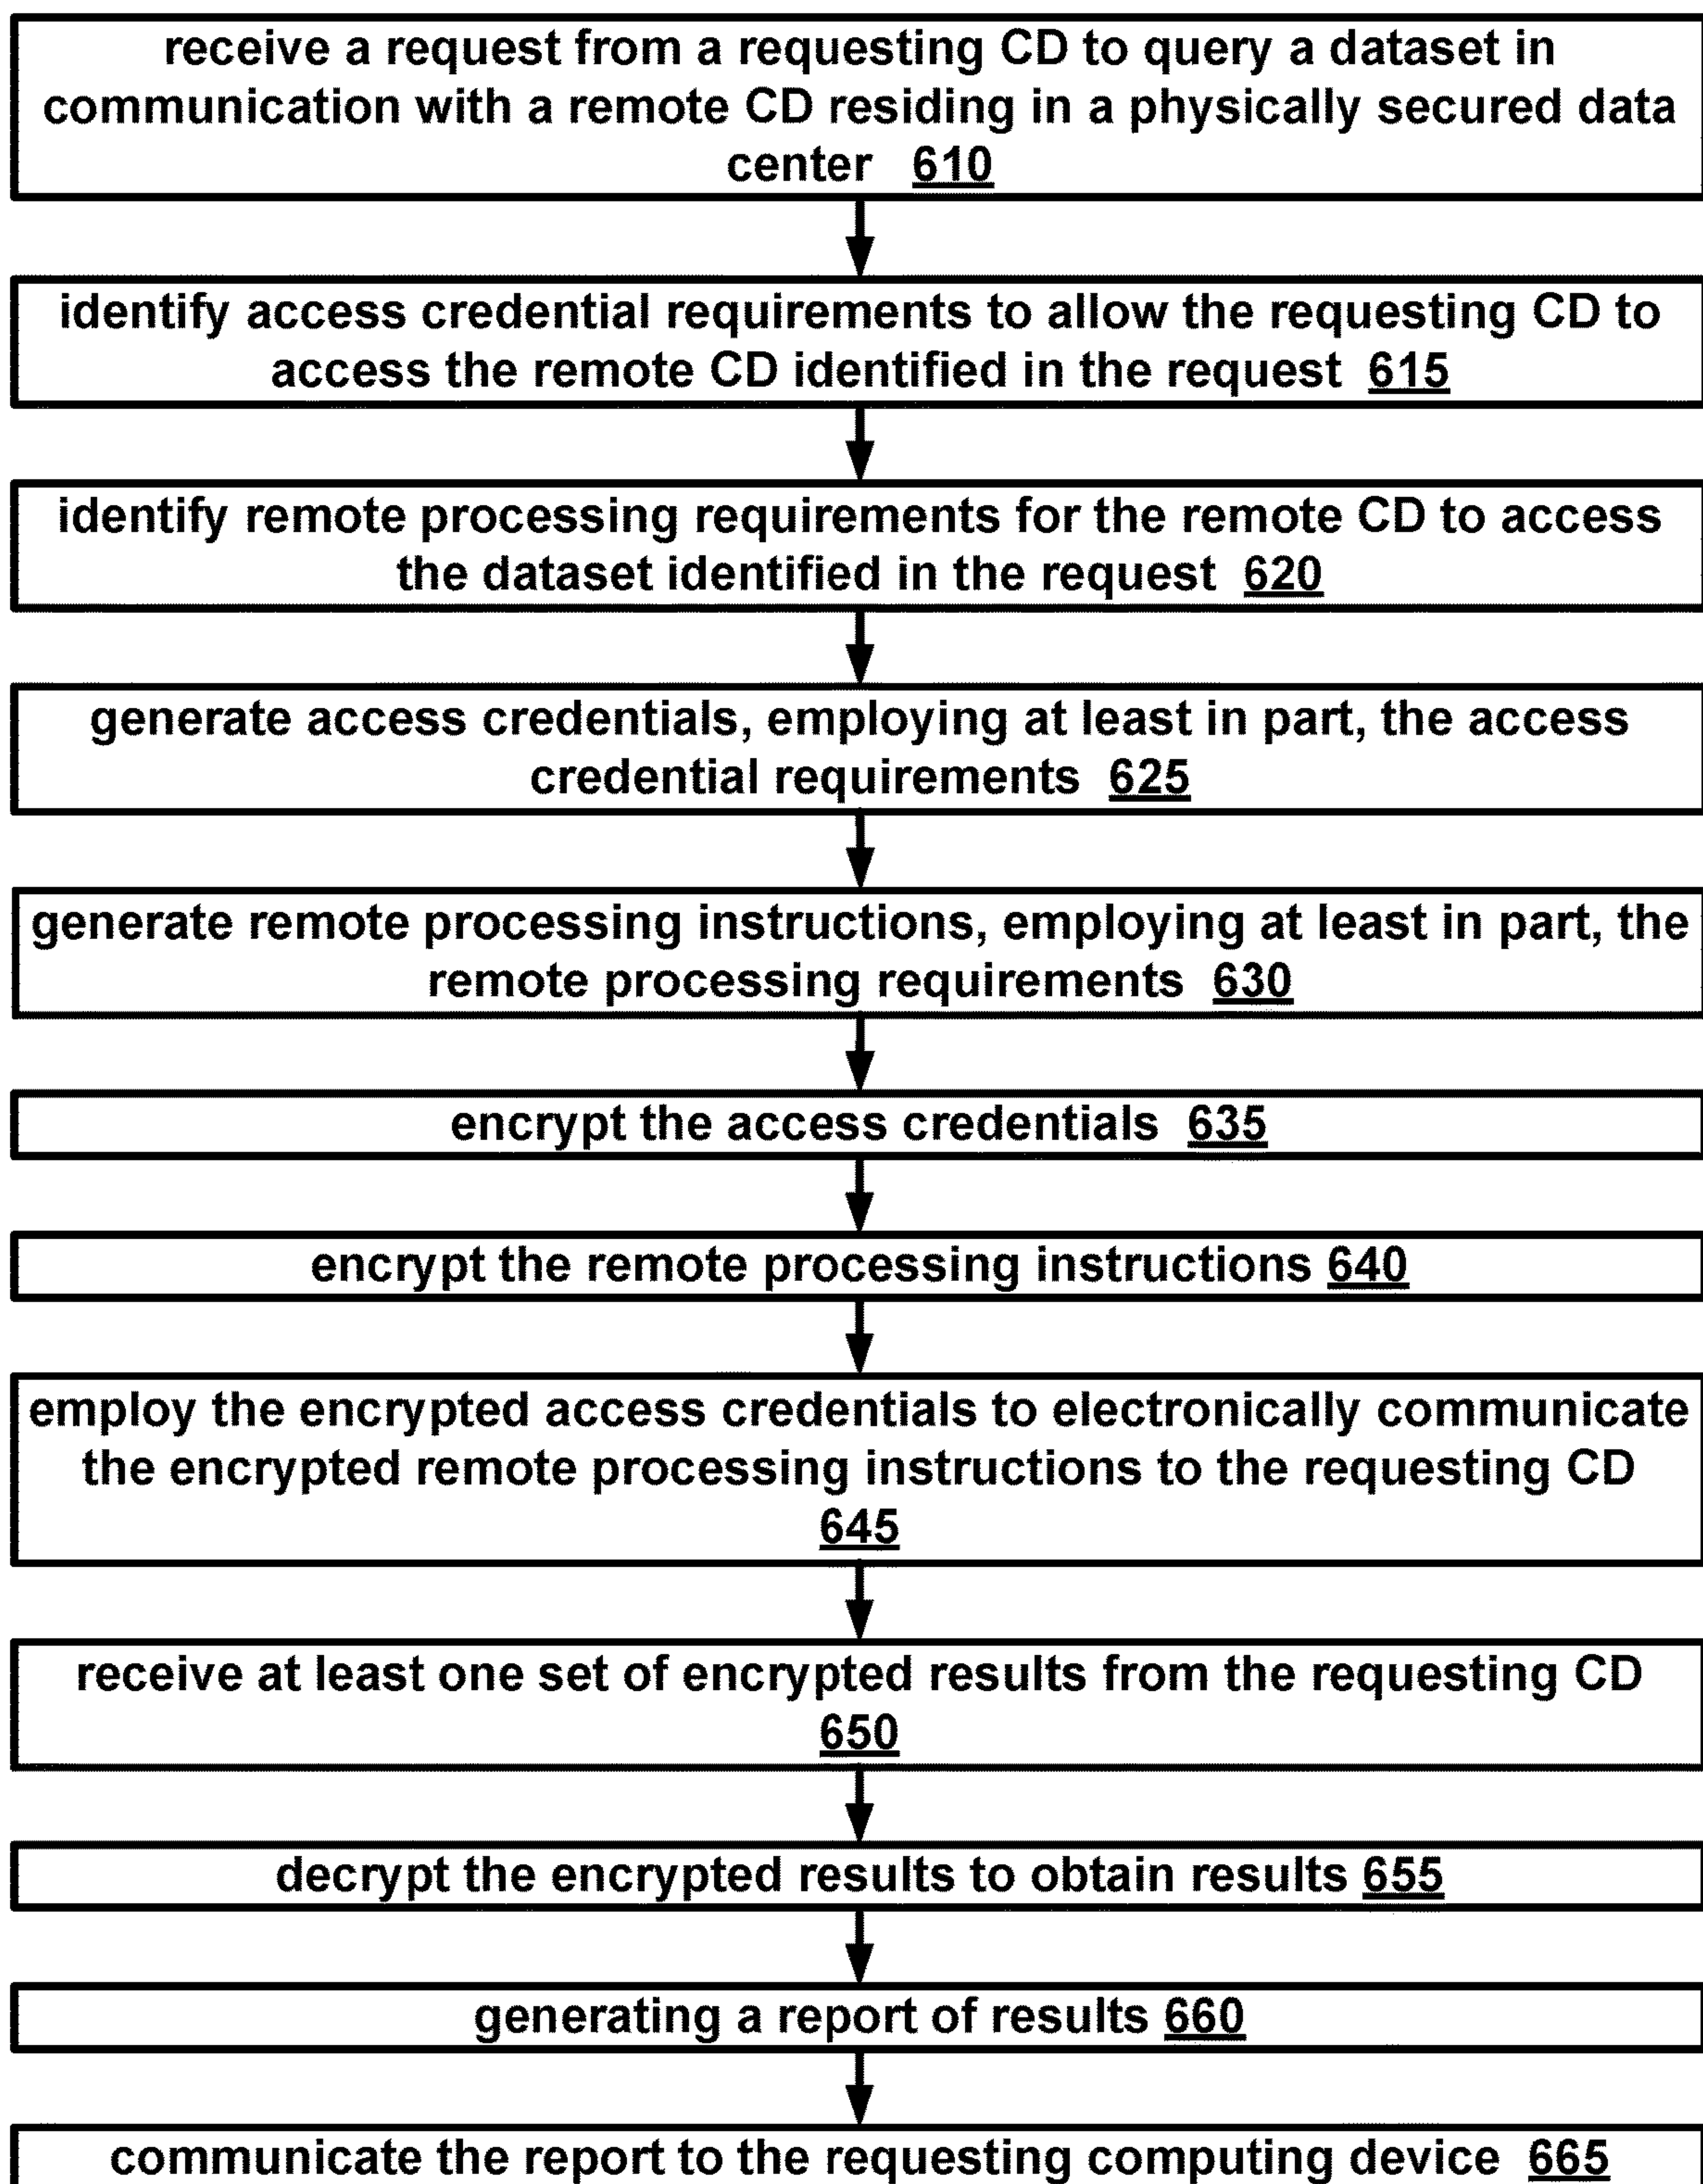 receive a request from a requesting CD to query a dataset in
communication with a remote CD residing in a physically secured data
center 610
identify access credential requirements to allow the requesting CD to
access the remote CD identified in the request 615
identify remote processing requirements for the remote CD to access
the dataset identified in the request 620
generate access credentials, employing at least in part, the access
credential requirements 625
generate remote processing instructions, employing at least in part, the
remote processing requirements 630
encrypt the access credentials 635
encrypt the remote processing instructions 640
employ the encrypted access credentials to electronically communicate
the encrypted remote processing instructions to the requesting CD
645
receive at least one set of encrypted results from the requesting CD
650
decrypt the encrypted results to obtain results 655
generating a report of results 660
communicate the report to the requesting computing device 665